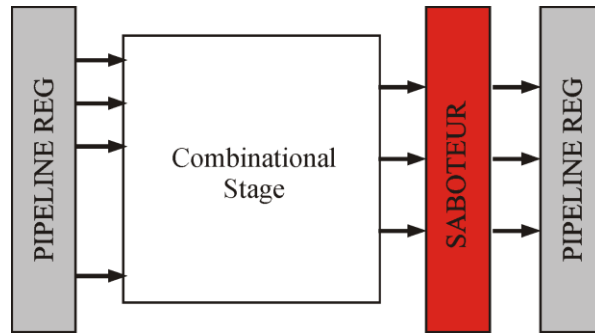 PIPELINE REG
Combinational
Stage
SABOTEUR
PIPELINE REG